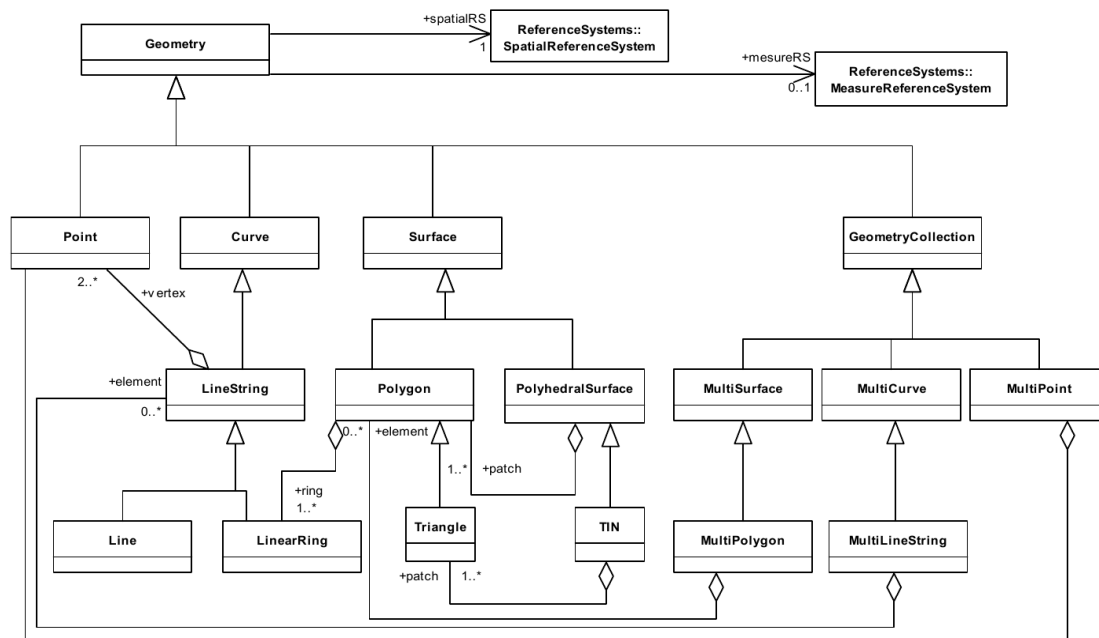 +spatialRS
ReferenceSystems::
SpatialReferenceSystem
1
Geometry
+mesureRS
ReferenceSystems::
MeasureReferenceSystem
0..1
Point
Curve
Surface
GeometryCollection
2..*
+vertex
+element
0..*
LineString
Polygon
PolyhedralSurface
MultiSurface
MultiCurve
MultiPoint
0..*
+element
1..*
+patch
+ring
1..*
Line
LinearRing
Triangle
TIN
MultiPolygon
MultiLineString
+patch
1..*